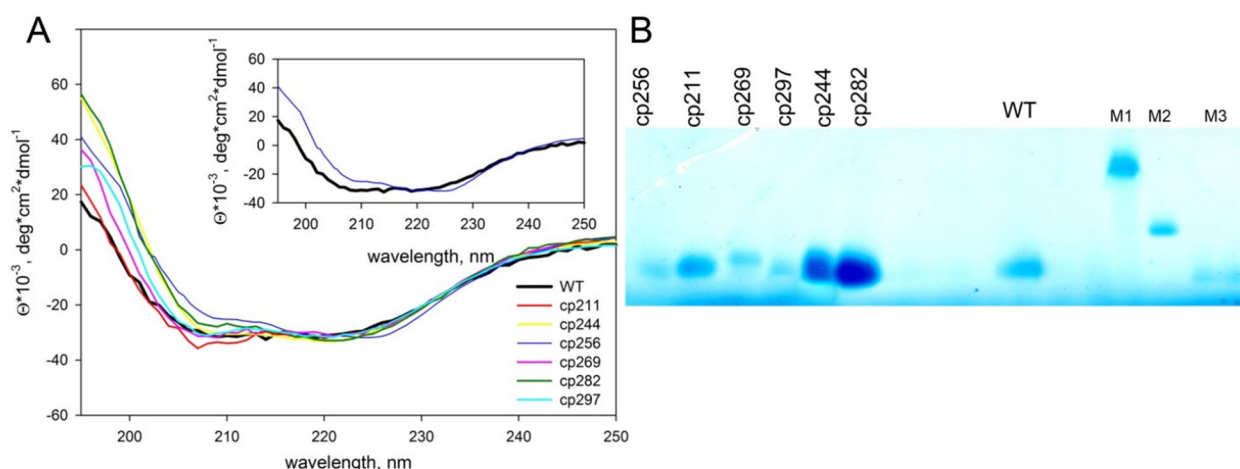 A
Θ*10⁻³, deg*cm²*dmol⁻¹
60
40
20
0
-20
-40
-60
200
210
220
230
240
250
wavelength, nm
Θ*10⁻³, deg*cm²*dmol⁻¹
60
40
20
0
-20
-40
200
210
220
230
240
250
wavelength, nm
WT
cp211
cp244
cp256
cp269
cp282
cp297
B
cp256
cp211
cp269
cp297
cp244
cp282
WT
M1
M2
M3